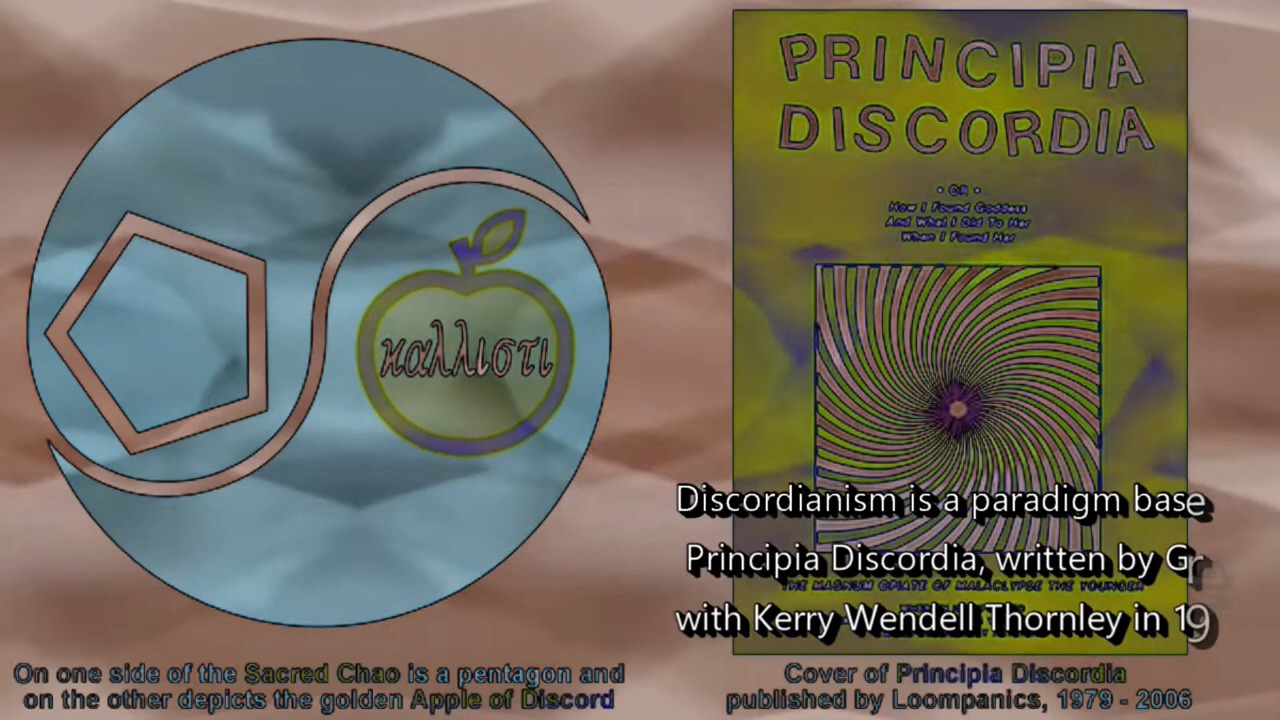 καλλιστι
PRINCIPIA
DISCORDIA
• OR •
How I Found Goddess
And What I Did To Her
When I Found Her
Discordianism is a paradigm base
Principia Discordia, written by Gr
with Kerry Wendell Thornley in 19
THE MAGNUM OPIATE OF MALACLYPSE THE YOUNGER
On one side of the Sacred Chao is a pentagon and
on the other depicts the golden Apple of Discord
Cover of Principia Discordia
published by Loompanics, 1979 - 2006